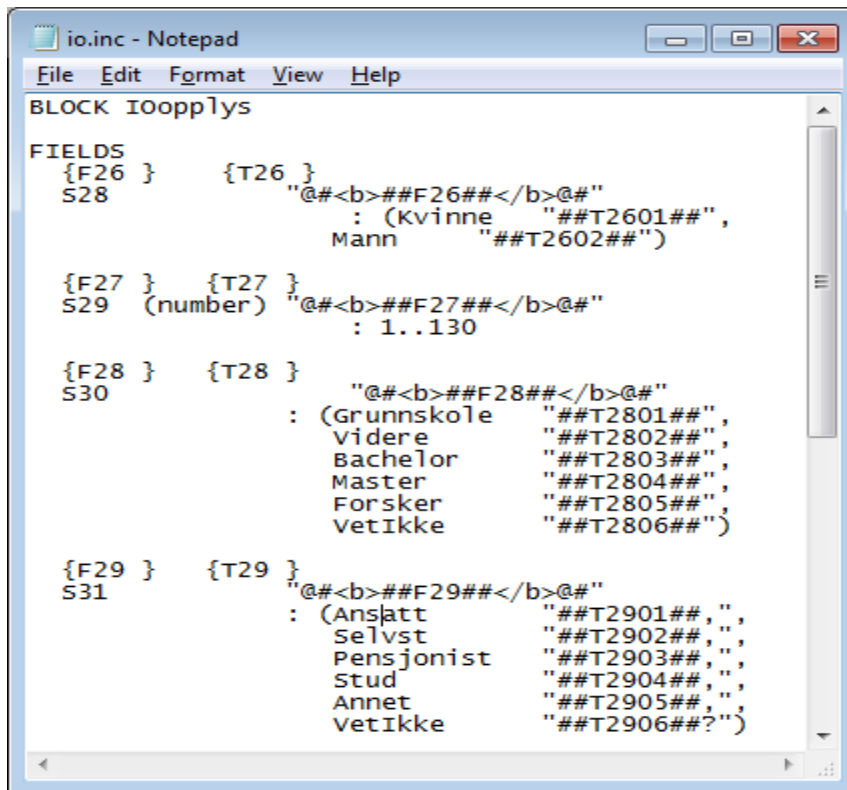 io.inc - Notepad
File Edit Format View Help
BLOCK IOopplys
FIELDS
{F26 } {T26 }
S28 "@#<b>##F26##</b>@#"
: (Kvinne "##T2601##",
Mann "##T2602##")
{F27 } {T27 }
S29 (number) "@#<b>##F27##</b>@#"
: 1..130
{F28 } {T28 }
S30 "@#<b>##F28##</b>@#"
: (Grunnskole "##T2801##",
Videre "##T2802##",
Bachelor "##T2803##",
Master "##T2804##",
Forsker "##T2805##",
VetIkke "##T2806##")
{F29 } {T29 }
S31 "@#<b>##F29##</b>@#"
: (Ansatt "##T2901##,",
Selvst "##T2902##,",
Pensjonist "##T2903##,",
Stud "##T2904##,",
Annet "##T2905##,",
VetIkke "##T2906##?")